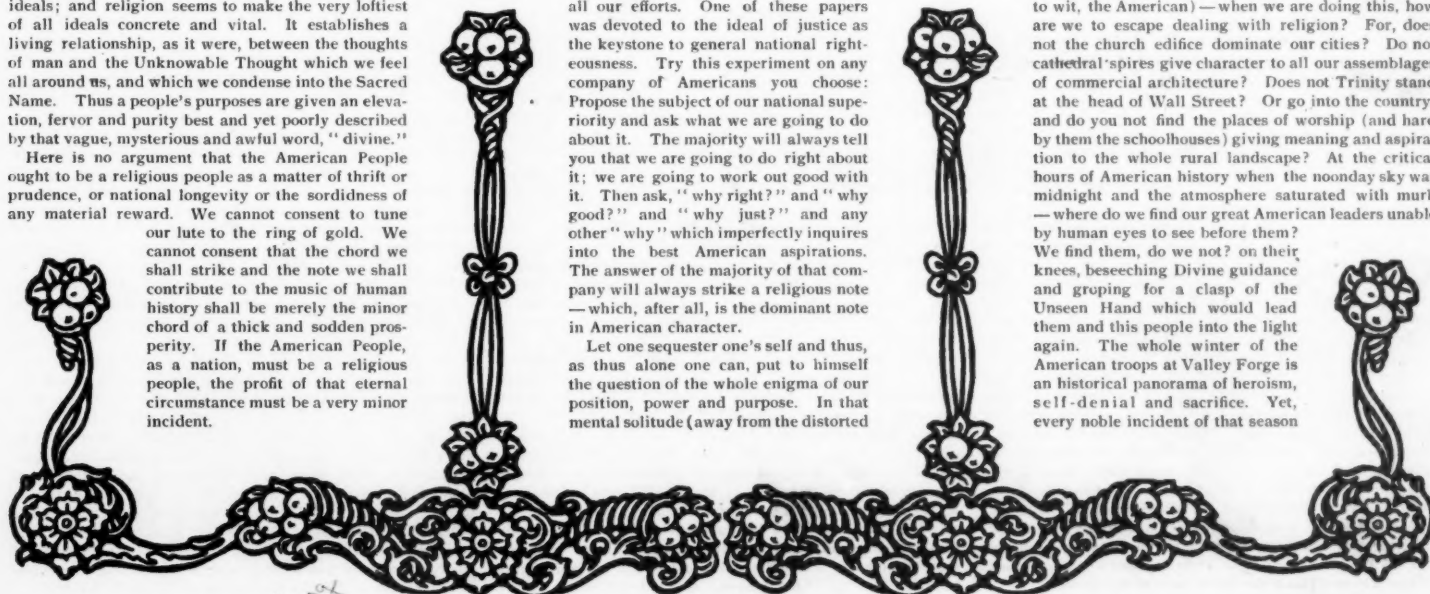 ideals; and religion seems to make the very loftiest
of all ideals concrete and vital. It establishes a
living relationship, as it were, between the thoughts
of man and the Unknowable Thought which we feel
all around us, and which we condense into the Sacred
Name. Thus a people's purposes are given an eleva-
tion, fervor and purity best and yet poorly described
by that vague, mysterious and awful word, "divine."
Here is no argument that the American People
ought to be a religious people as a matter of thrift or
prudence, or national longevity or the sordidness of
any material reward. We cannot consent to tune
our lute to the ring of gold. We
cannot consent that the chord we
shall strike and the note we shall
contribute to the music of human
history shall be merely the minor
chord of a thick and sodden pros-
perity. If the American People,
as a nation, must be a religious
people, the profit of that eternal
circumstance must be a very minor
incident.
all our efforts. One of these papers
was devoted to the ideal of justice as
the keystone to general national right-
eousness. Try this experiment on any
company of Americans you choose:
Propose the subject of our national supe-
riority and ask what we are going to do
about it. The majority will always tell
you that we are going to do right about
it; we are going to work out good with
it. Then ask, "why right?" and "why
good?" and "why just?" and any
other "why" which imperfectly inquires
into the best American aspirations.
The answer of the majority of that com-
pany will always strike a religious note
—which, after all, is the dominant note
in American character.
Let one sequester one's self and thus,
as thus alone one can, put to himself
the question of the whole enigma of our
position, power and purpose. In that
mental solitude (away from the distorted
to wit, the American)—when we are doing this, how
are we to escape dealing with religion? For, doe
not the church edifice dominate our cities? Do no
cathedral spires give character to all our assemblage
of commercial architecture? Does not Trinity stan
at the head of Wall Street? Or go into the country
and do you not find the places of worship (and har
by them the schoolhouses) giving meaning and aspira
tion to the whole rural landscape? At the critica
hours of American history when the noonday sky wa
midnight and the atmosphere saturated with murk
—where do we find our great American leaders unabl
by human eyes to see before them?
We find them, do we not? on their
knees, beseeching Divine guidance
and gruping for a clasp of the
Unseen Hand which would lead
them and this people into the light
again. The whole winter of the
American troops at Valley Forge is
an historical panorama of heroism,
self-denial and sacrifice. Yet,
every noble incident of that season